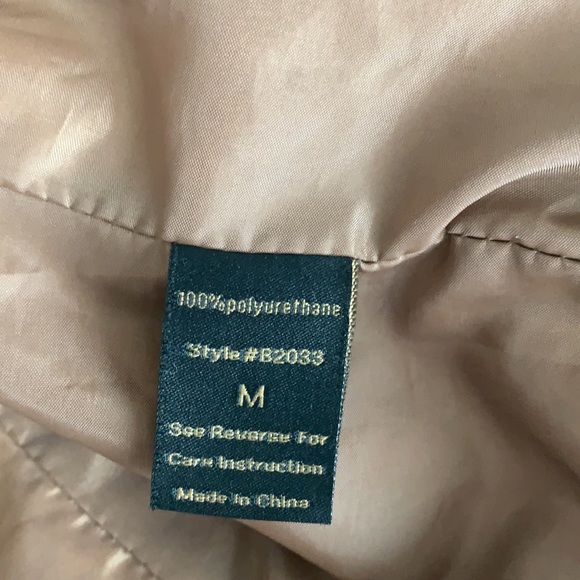 100%polyurethane
Style#B2033
M
See Reverse For
Care Instruction
Made In China